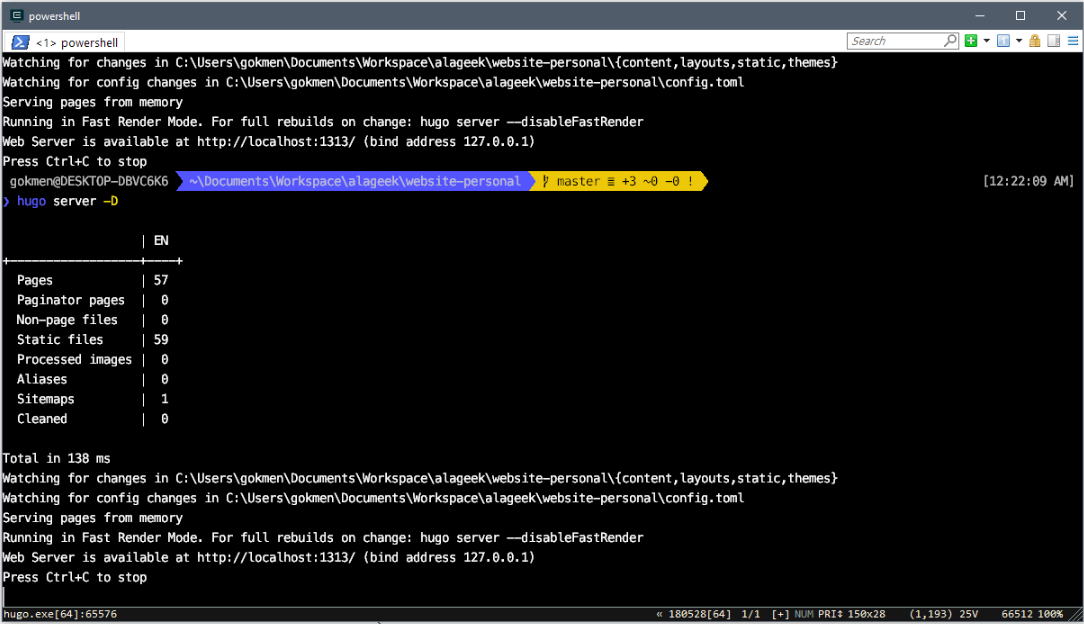 powershell
<1> powershell
Search
Watching for changes in C:\Users\gokmen\Documents\Workspace\alageek\website-personal\{content,layouts,static,themes}
Watching for config changes in C:\Users\gokmen\Documents\Workspace\alageek\website-personal\config.toml
Serving pages from memory
Running in Fast Render Mode. For full rebuilds on change: hugo server --disableFastRender
Web Server is available at http://localhost:1313/ (bind address 127.0.0.1)
Press Ctrl+C to stop
gokmen@DESKTOP-DBVC6K6 ~\Documents\Workspace\alageek\website-personal master ≡ +3 ~0 -0 ! [12:22:09 AM]
❯ hugo server -D
| EN
+------------------+----+
Pages | 57
Paginator pages | 0
Non-page files | 0
Static files | 59
Processed images | 0
Aliases | 0
Sitemaps | 1
Cleaned | 0
Total in 138 ms
Watching for changes in C:\Users\gokmen\Documents\Workspace\alageek\website-personal\{content,layouts,static,themes}
Watching for config changes in C:\Users\gokmen\Documents\Workspace\alageek\website-personal\config.toml
Serving pages from memory
Running in Fast Render Mode. For full rebuilds on change: hugo server --disableFastRender
Web Server is available at http://localhost:1313/ (bind address 127.0.0.1)
Press Ctrl+C to stop
hugo.exe[64]:65576 « 180528[64] 1/1 [+] NUM PRI↕ 150x28 (1,193) 25V 66512 100%